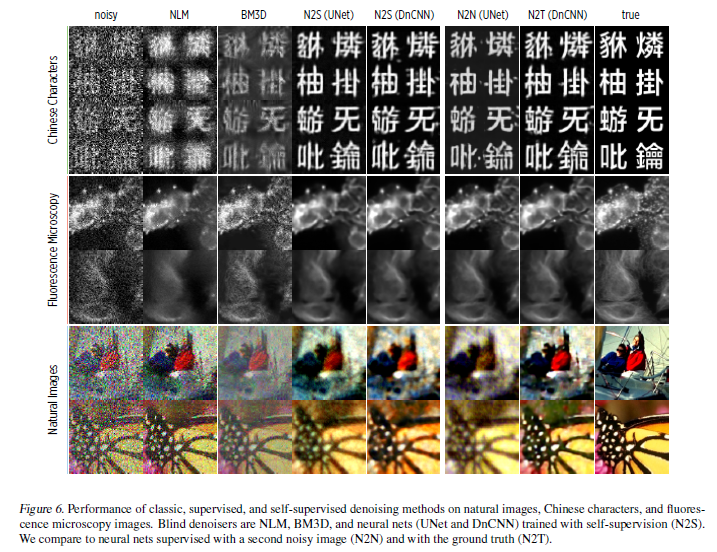 noisy NLM BM3D N2S (UNet) N2S (DnCNN) N2N (UNet) N2T (DnCNN) true
Chinese Characters
貅 燐
柚 掛
蝣 旡
吡 鑰
Fluorescence Microscopy
Natural Images
Figure 6. Performance of classic, supervised, and self-supervised denoising methods on natural images, Chinese characters, and fluores-
cence microscopy images. Blind denoisers are NLM, BM3D, and neural nets (UNet and DnCNN) trained with self-supervision (N2S).
We compare to neural nets supervised with a second noisy image (N2N) and with the ground truth (N2T).